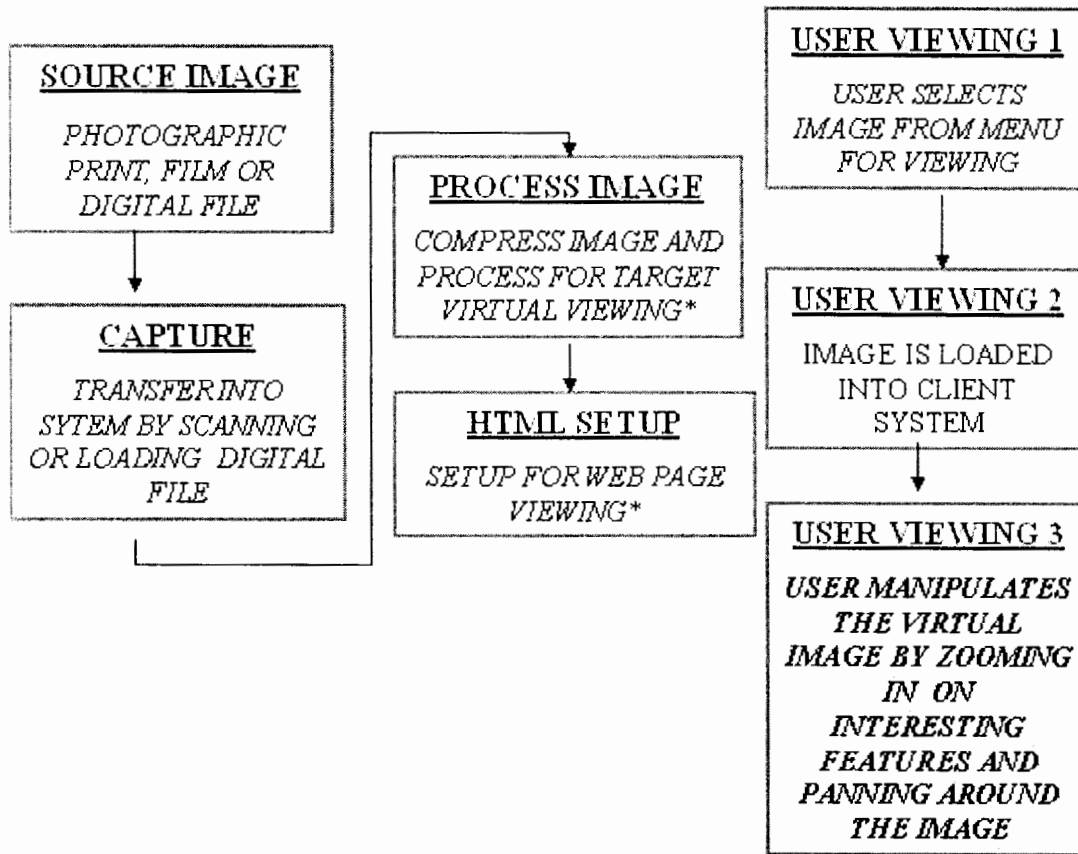 SOURCE IMAGE
PHOTOGRAPHIC
PRINT, FILM OR
DIGITAL FILE
CAPTURE
TRANSFER INTO
SYTEM BY SCANNING
OR LOADING DIGITAL
FILE
PROCESS IMAGE
COMPRESS IMAGE AND
PROCESS FOR TARGET
VIRTUAL VIEWING*
HTML SETUP
SETUP FOR WEB PAGE
VIEWING*
USER VIEWING 1
USER SELECTS
IMAGE FROM MENU
FOR VIEWING
USER VIEWING 2
IMAGE IS LOADED
INTO CLIENT
SYSTEM
USER VIEWING 3
USER MANIPULATES
THE VIRTUAL
IMAGE BY ZOOMING
IN ON
INTERESTING
FEATURES AND
PANNING AROUND
THE IMAGE